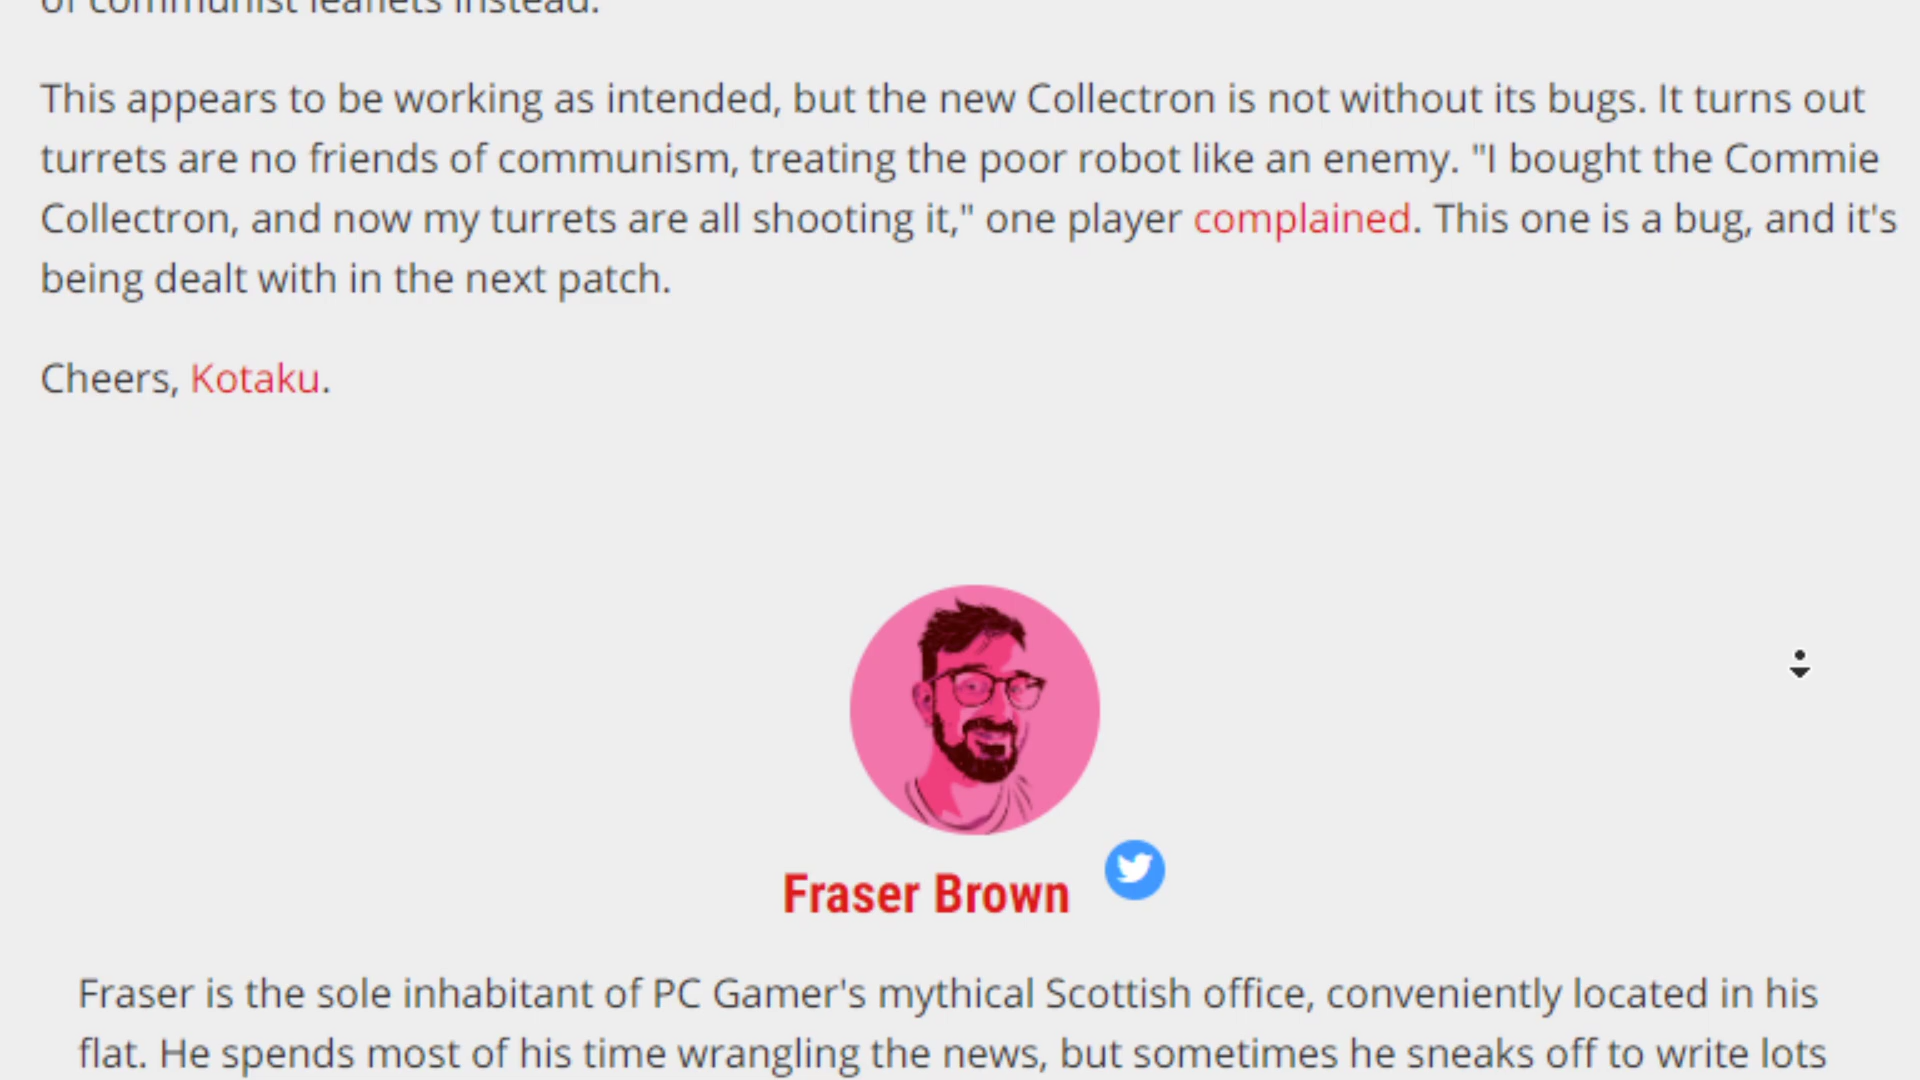 of communist leaflets instead.
This appears to be working as intended, but the new Collectron is not without its bugs. It turns out
turrets are no friends of communism, treating the poor robot like an enemy. "I bought the Commie
Collectron, and now my turrets are all shooting it," one player complained. This one is a bug, and it's
being dealt with in the next patch.
Cheers, Kotaku.
Fraser Brown
Fraser is the sole inhabitant of PC Gamer's mythical Scottish office, conveniently located in his
flat. He spends most of his time wrangling the news, but sometimes he sneaks off to write lots